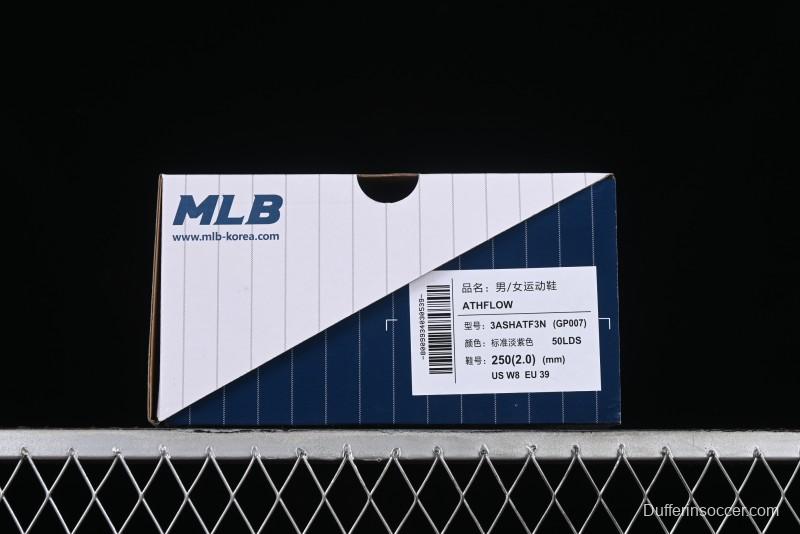 MLB
www.mlb-korea.com
品名：男/女运动鞋
ATHFLOW
型号：3ASHATF3N (GP007)
颜色：标准淡紫色 50LDS
鞋号：250(2.0) (mm)
US W8 EU 39
Dufferinsoccer.com